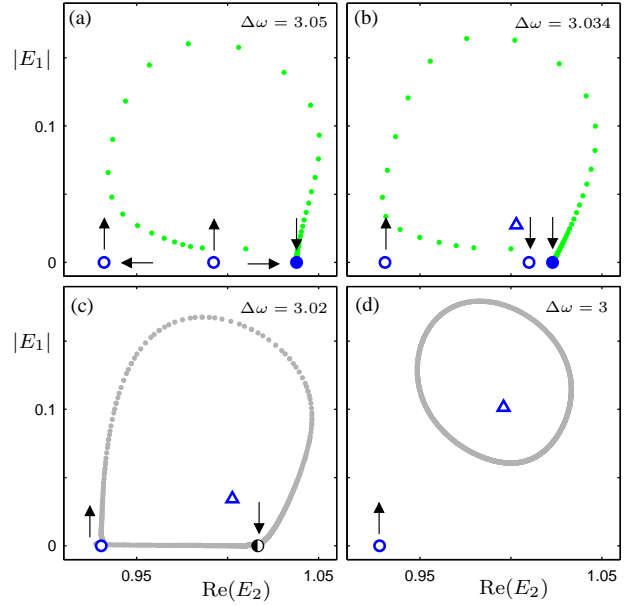 (a) Δω = 3.05
(b) Δω = 3.034
|E₁|
0.1
0
(c) Δω = 3.02
(d) Δω = 3
|E₁|
0.1
0
0.95 1.05
0.95 1.05
Re(E₂)
Re(E₂)